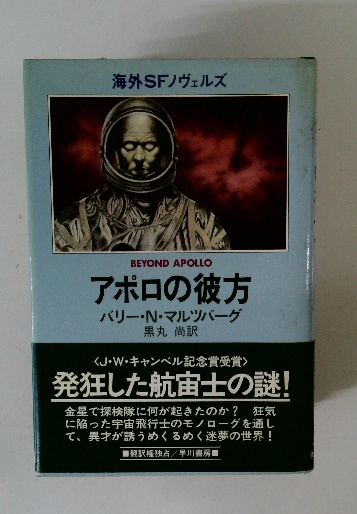 海外SFノヴェルズ
BEYOND APOLLO
アポロの彼方
バリー・N・マルツバーグ
黒丸 尚訳
〈J・W・キャンベル記念賞受賞〉
発狂した航宙士の謎!
金星で探検隊に何が起きたのか? 狂気
に陥った宇宙飛行士のモノローグを通し
て、異才が誘うめくるめく迷夢の世界!
■翻訳権独占/早川書房■